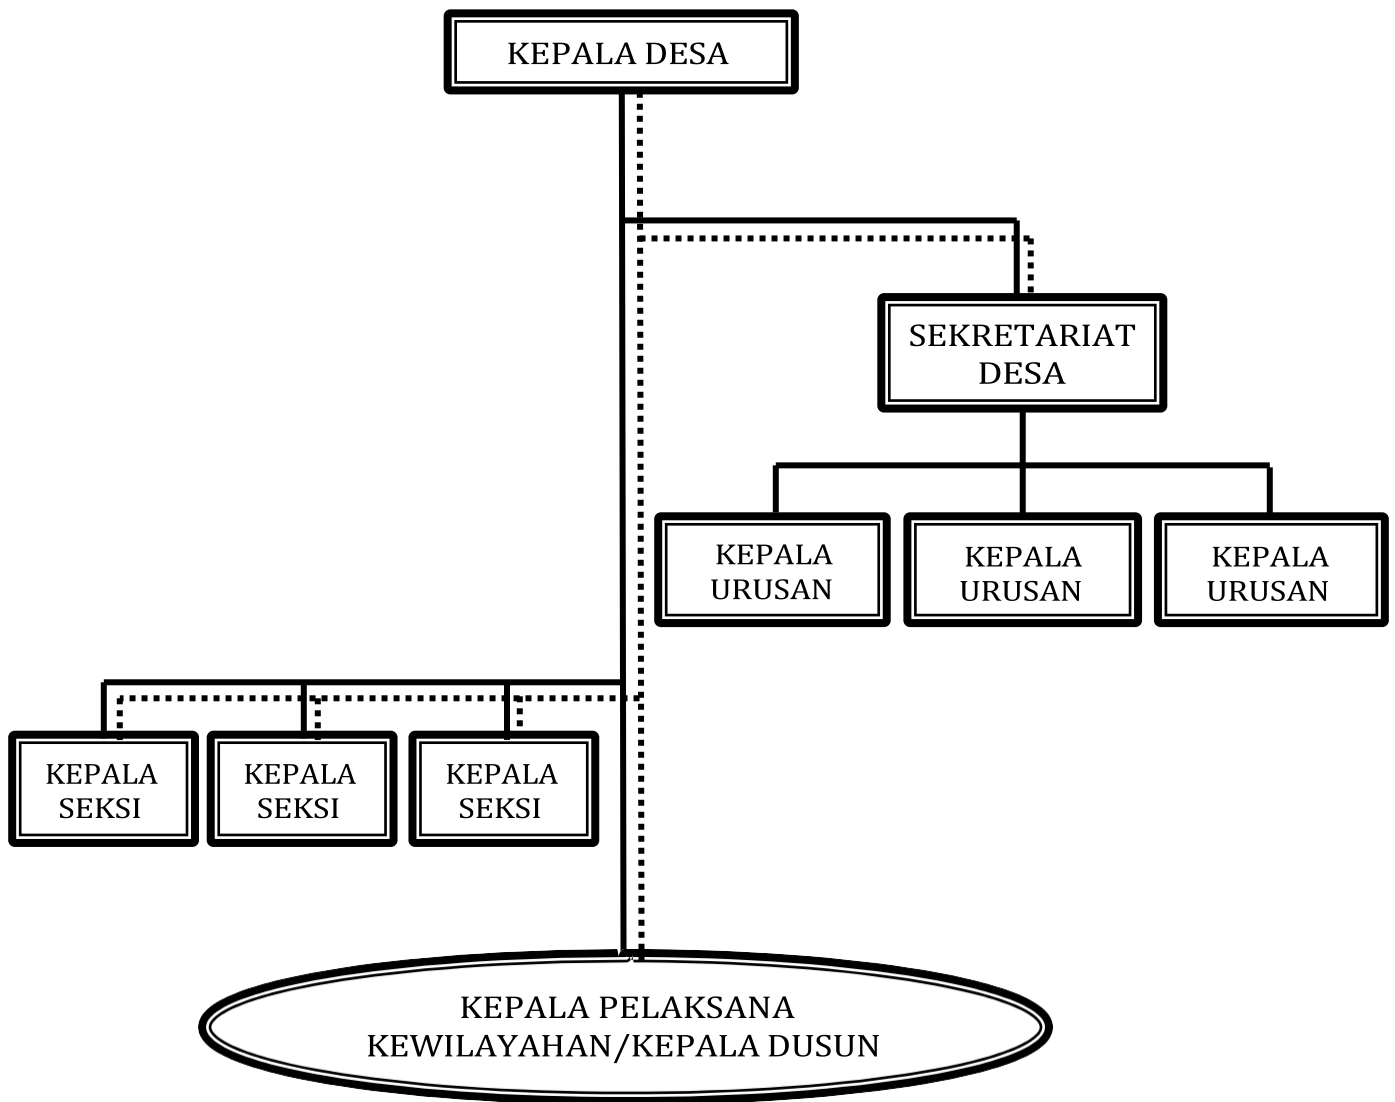 KEPALA DESA
SEKRETARIAT
DESA
KEPALA
URUSAN
KEPALA
URUSAN
KEPALA
URUSAN
KEPALA
SEKSI
KEPALA
SEKSI
KEPALA
SEKSI
KEPALA PELAKSANA
KEWILAYAHAN/KEPALA DUSUN